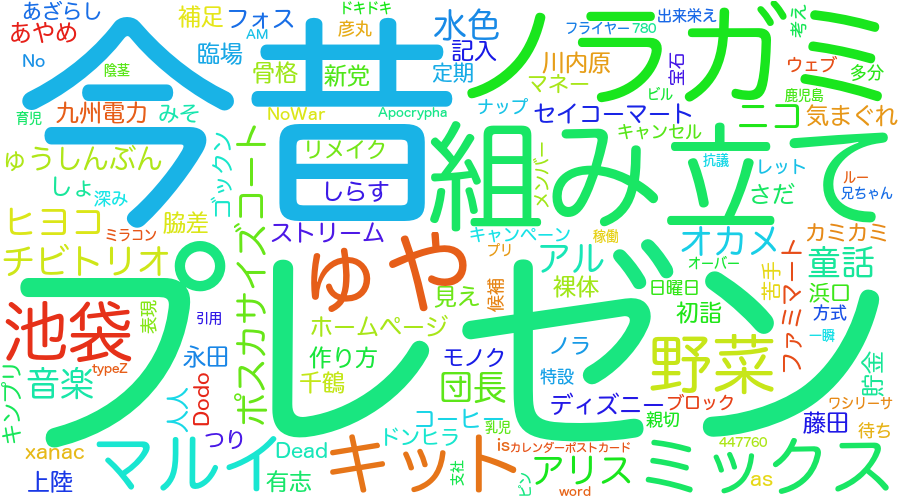 あざらし
補足
フォス
ドキドキ
水色
ノラガミ
出来栄え
考え
あやめ
AM
彦丸
フライヤー
780
No
臨場
記入
川内原
宝石
ウェブ
多分
陰茎
今昔
骨格
新党
定期
マネー
ビル
鹿児島
育児
九州電力
みそ
NoWar
Apocrypha
ナップ
セイコーマート
ニコ
気まぐれ
ゅうしんぶん
ゴックン
ポスカサイズコート
リメイク
組み立て
キャンセル
メンバー
抗議
レット
ルー
しょ
深み
しらす
さだ
兄ちゃん
ヒヨコ
脇差
ストリーム
キャンペーン
稼働
オカメ
カミカミ
ミラコン
チビトリオ
プレゼン
ゅや
プリ
アル
オーバー
苦手
ファミマート
童話
見え
候補
裸体
日曜日
浜口
池袋
表現
引用
ホームページ
初詣
方式
一瞬
永田
作り方
モノク
ノラ
野菜
typeZ
音楽
人人
Dodo
千鶴
団長
特設
貯金
キンプリ
ディズニー
ブロック
ワシリーサ
コーヒー
親切
藤田
待ち
つり
ドンヒラ
乳児
is
カレンダーポストカード
447760
xanac
マルイ
Dead
キット
支社
アリス
ミックス
上陸
有志
ピン
word
as